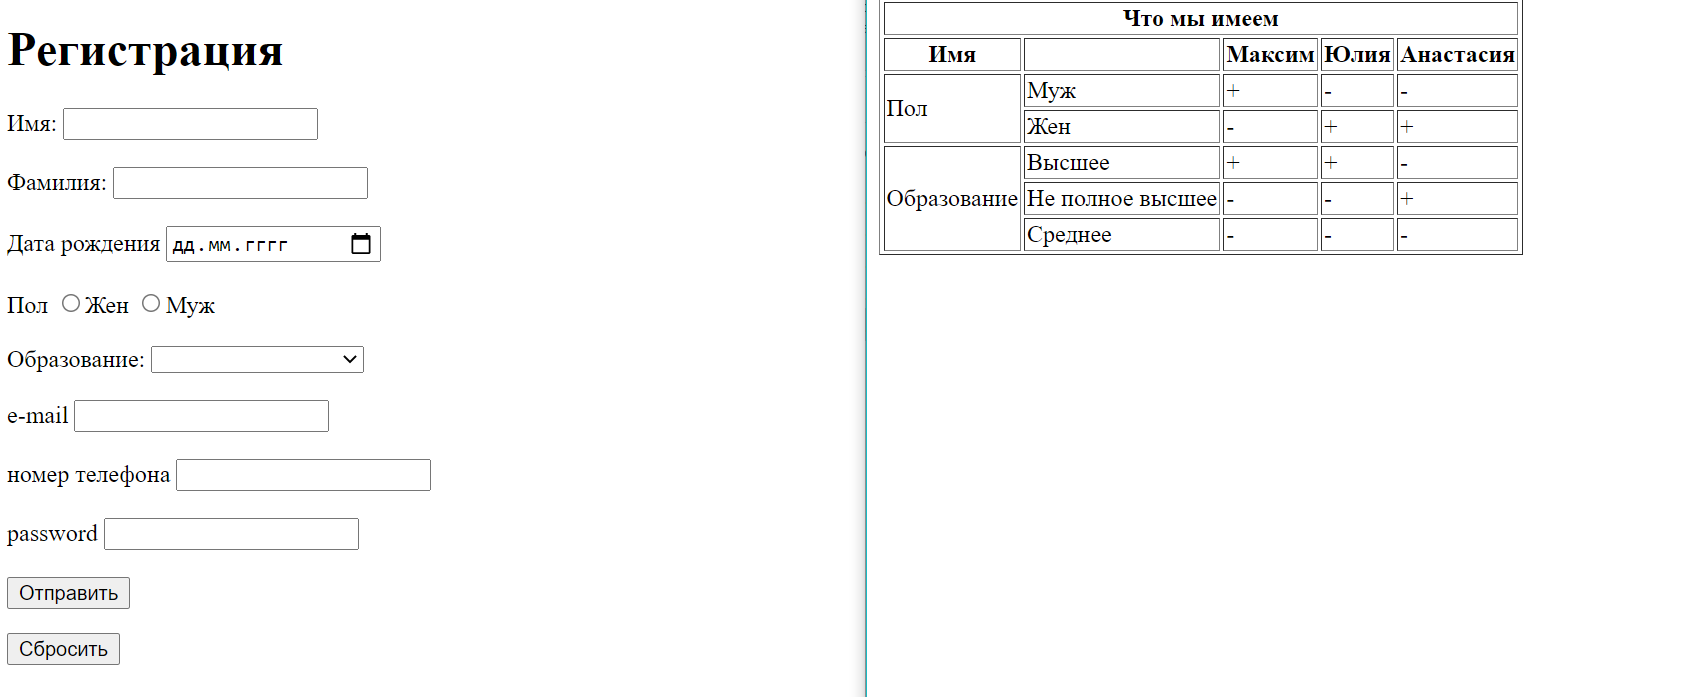 Регистрация
Имя:
Фамилия:
Дата рождения дд.мм.гггг
Пол Жен Муж
Образование:
e-mail
номер телефона
password
Отправить
Сбросить
Что мы имеем
Имя Максим Юлия Анастасия
Пол Муж + - -
Жен - + +
Образование Высшее + + -
Не полное высшее - - +
Среднее - - -